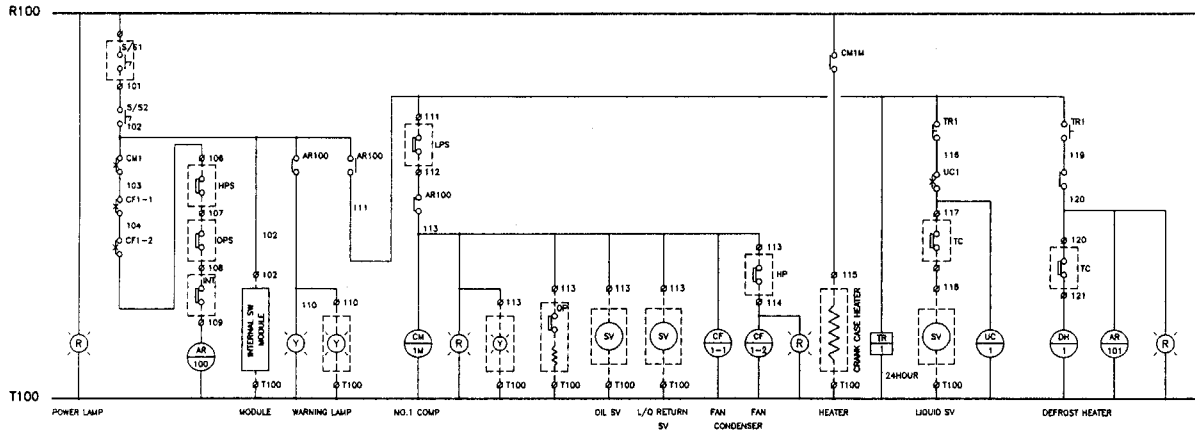 R100
S/S1
101
S/S2
102
CM1
103
CF1-1
104
CF1-2
106
HPS
107
OPS
108
INT
109
AR
100
R
102
102
INTERNAL SW
MODULE
T100
AR100
AR100
111
110
110
Y
Y
T100
111
LPS
112
AR100
113
CM
1M
R
113
Y
T100
113
T100
113
SV
T100
113
SV
T100
CF
1-1
113
HP
114
CF
1-2
R
CM1M
115
CRANK CASE HEATER
T100
TR
1
24HOUR
TR1
116
UC1
117
TC
118
SV
T100
UC
1
TR1
119
120
120
TC
121
DH
1
AR
101
R
T100
POWER LAMP
MODULE
WARNING LAMP
NO.1 COMP
OIL SV
L/O RETURN
SV
FAN
FAN
CONDENSER
HEATER
LIQUID SV
DEFROST HEATER